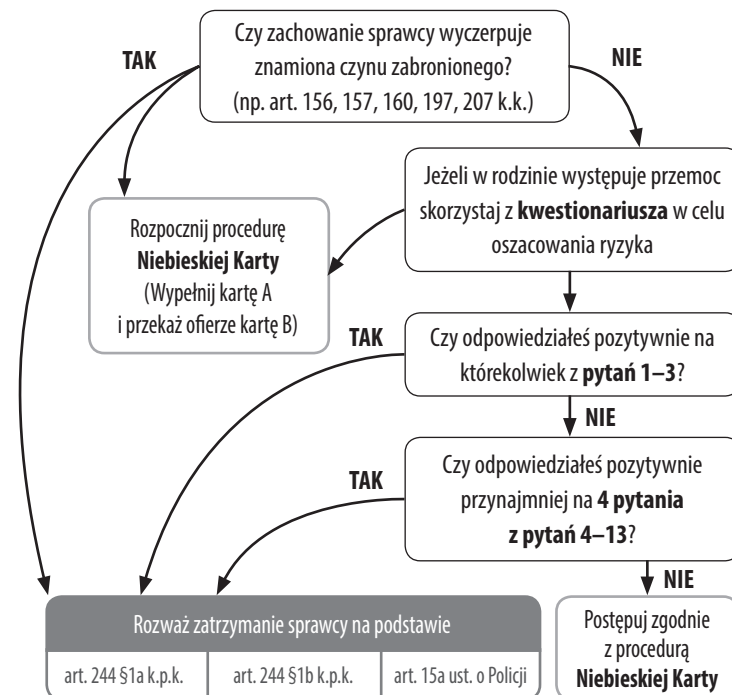 Czy zachowanie sprawcy wyczerpuje
znamiona czynu zabronionego?
(np. art. 156, 157, 160, 197, 207 k.k.)
TAK
NIE
Jeżeli w rodzinie występuje przemoc
skorzystaj z kwestionariusza w celu
oszacowania ryzyka
Rozpocznij procedurę
Niebieskiej Karty
(Wypełnij kartę A
i przekaż ofierze kartę B)
TAK
Czy odpowiedziałeś pozytywnie na
którekolwiek z pytań 1–3?
NIE
TAK
Czy odpowiedziałeś pozytywnie
przynajmniej na 4 pytania
z pytań 4–13?
NIE
Rozważ zatrzymanie sprawcy na podstawie
art. 244 §1a k.p.k.
art. 244 §1b k.p.k.
art. 15a ust. o Policji
Postępuj zgodnie
z procedurą
Niebieskiej Karty